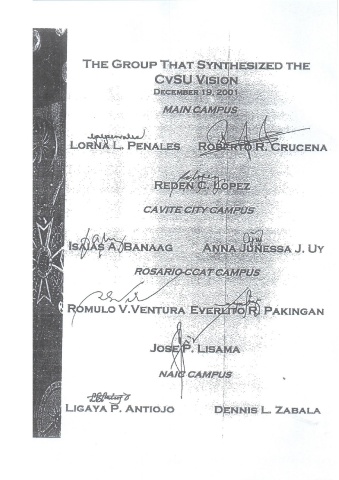 THE GROUP THAT SYNTHESIZED THE
CVSU VISION
DECEMBER 19, 2001
MAIN CAMPUS
LORNA L. PENALES ROBERTO R. CRUCENA
REDEN C. LOPEZ
CAVITE CITY CAMPUS
ISAIAS A. BANAAG ANNA JUNESSA J. UY
ROSARIO-CCAT CAMPUS
ROMULO V.VENTURA EVERLITO R. PAKINGAN
JOSE P. LISAMA
NAIC CAMPUS
LIGAYA P. ANTIOJO DENNIS L. ZABALA